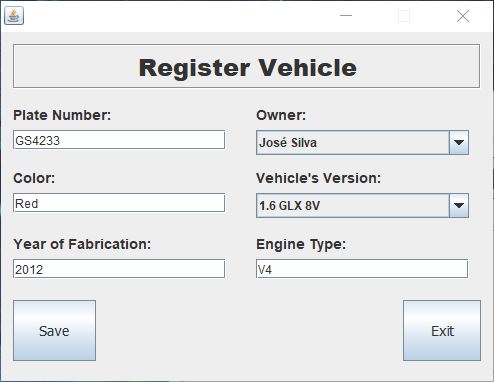 Register Vehicle
Plate Number:
GS4233
Owner:
José Silva
Color:
Red
Vehicle's Version:
1.6 GLX 8V
Year of Fabrication:
2012
Engine Type:
V4
Save
Exit